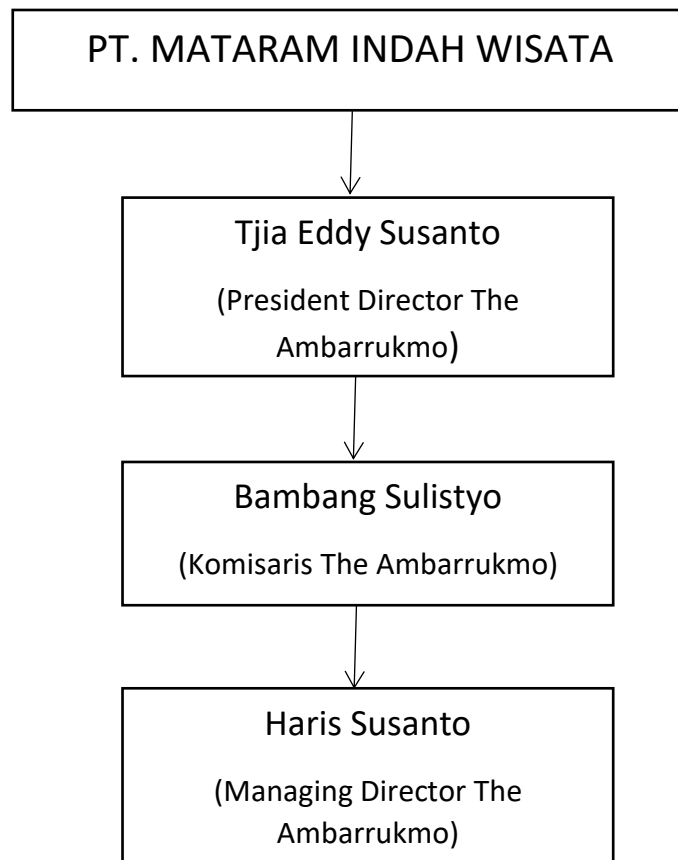 PT. MATARAM INDAH WISATA
Tjia Eddy Susanto
(President Director The
Ambarrukmo)
Bambang Sulistyo
(Komisaris The Ambarrukmo)
Haris Susanto
(Managing Director The
Ambarrukmo)